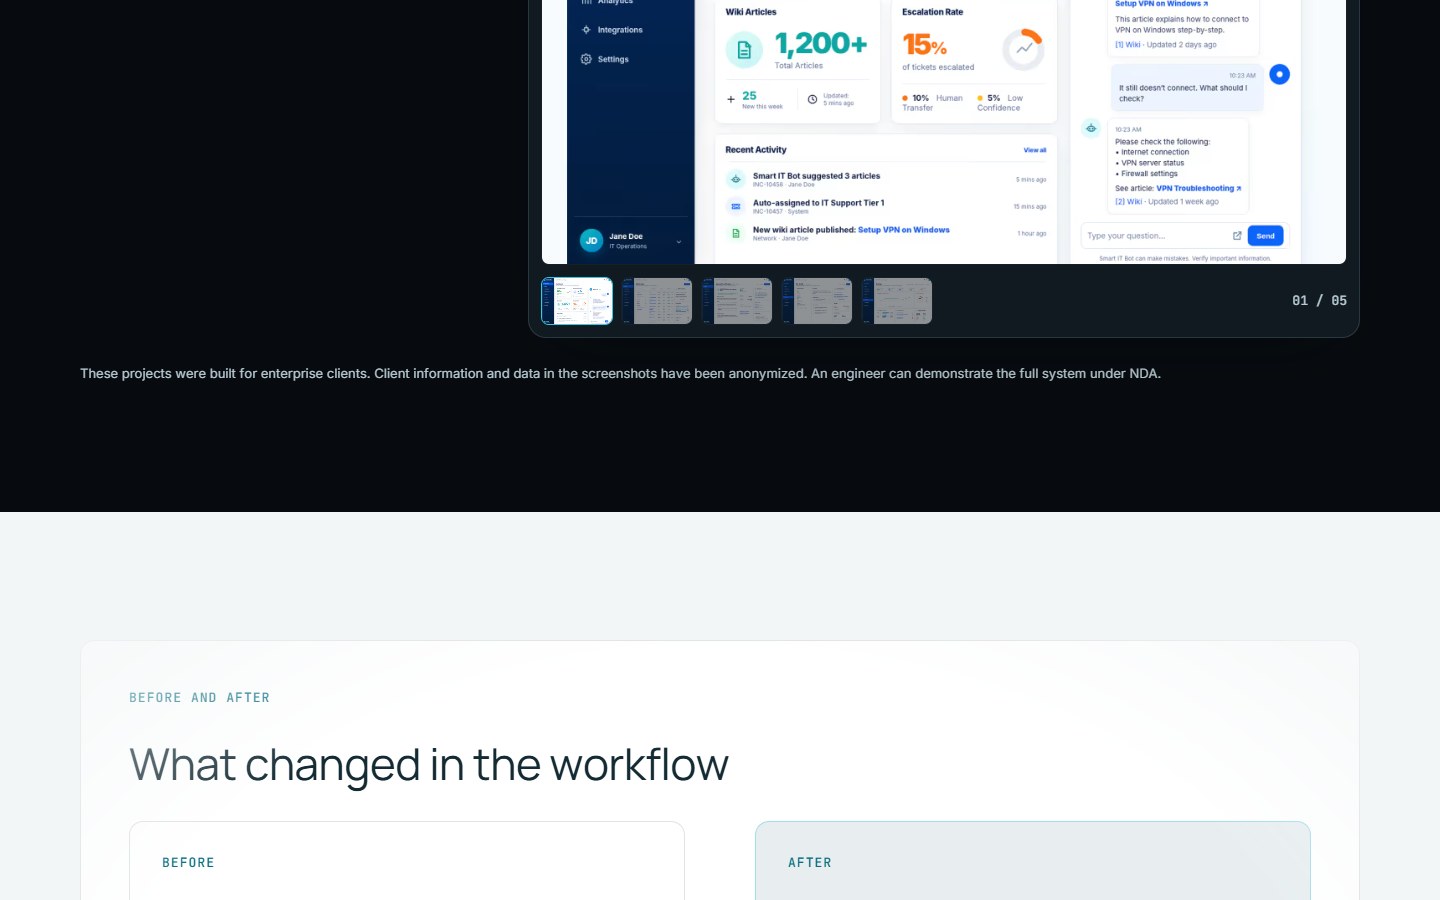 Analytics
Integrations
Settings
JD
Jane Doe
IT Operations
Wiki Articles
1,200+
Total Articles
25
New this week
Updated:
5 mins ago
Escalation Rate
15%
of tickets escalated
10% Human
Transfer
5% Low
Confidence
Recent Activity
View all
Smart IT Bot suggested 3 articles
INC-10458 · Jane Doe
5 mins ago
Auto-assigned to IT Support Tier 1
INC-10457 · System
15 mins ago
New wiki article published: Setup VPN on Windows
Network · Jane Doe
1 hour ago
Setup VPN on Windows ↗
This article explains how to connect to
VPN on Windows step-by-step.
[1] Wiki · Updated 2 days ago
10:23 AM
It still doesn't connect. What should I
check?
10:23 AM
Please check the following:
• Internet connection
• VPN server status
• Firewall settings
See article: VPN Troubleshooting ↗
[2] Wiki · Updated 1 week ago
Type your question...
Send
Smart IT Bot can make mistakes. Verify important information.
01 / 05
These projects were built for enterprise clients. Client information and data in the screenshots have been anonymized. An engineer can demonstrate the full system under NDA.
BEFORE AND AFTER
What changed in the workflow
BEFORE
AFTER